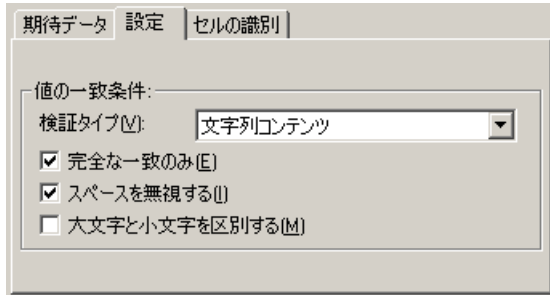 期待データ 設定 セルの識別
値の一致条件:
検証タイプ(V): 文字列コンテンツ
完全な一致のみ(E)
スペースを無視する(I)
大文字と小文字を区別する(M)